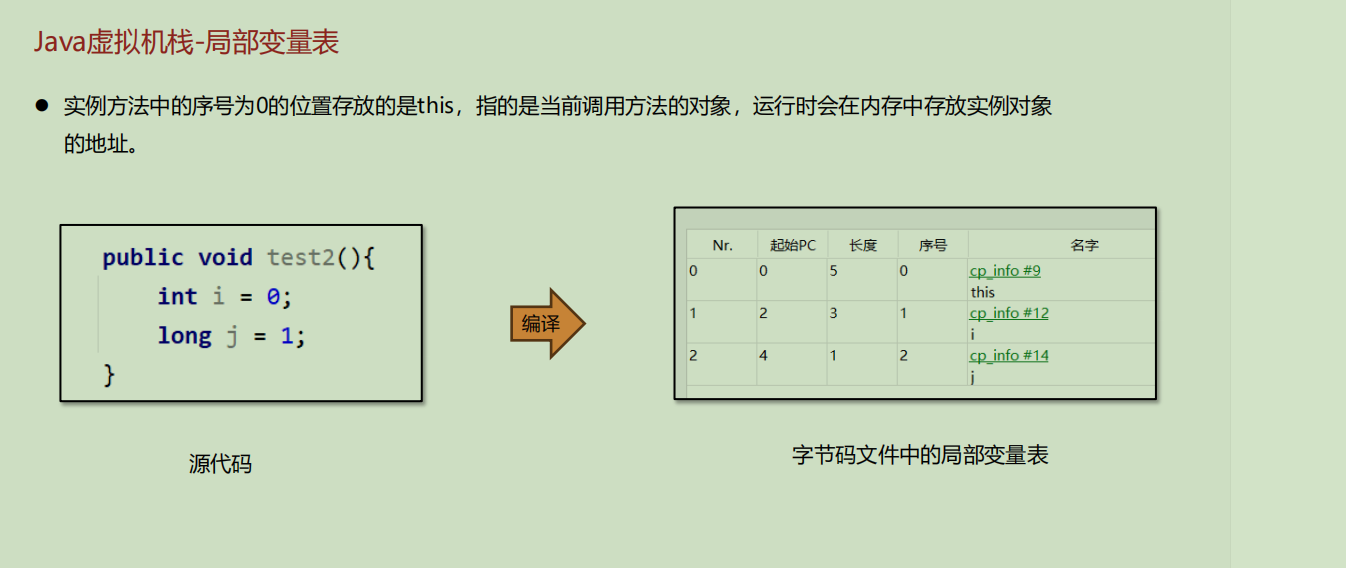 Java虚拟机栈-局部变量表
● 实例方法中的序号为0的位置存放的是this，指的是当前调用方法的对象，运行时会在内存中存放实例对象
的地址。
public void test2(){
int i = 0;
long j = 1;
}
编译
Nr. 起始PC 长度 序号 名字
0 0 5 0 cp_info #9
this
1 2 3 1 cp_info #12
i
2 4 1 2 cp_info #14
j
源代码
字节码文件中的局部变量表